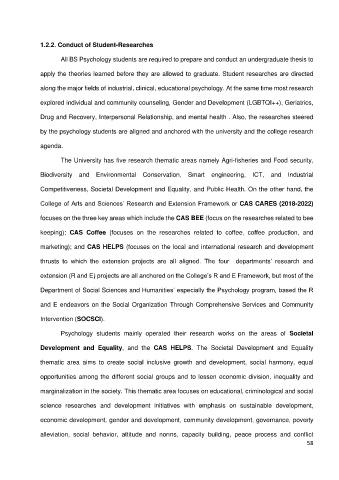 1.2.2. Conduct of Student-Researches
All BS Psychology students are required to prepare and conduct an undergraduate thesis to
apply the theories learned before they are allowed to graduate. Student researches are directed
along the major fields of industrial, clinical, educational psychology. At the same time most research
explored individual and community counseling, Gender and Development (LGBTQI++), Geriatrics,
Drug and Recovery, Interpersonal Relationship, and mental health . Also, the researches steered
by the psychology students are aligned and anchored with the university and the college research
agenda.
The University has five research thematic areas namely Agri-fisheries and Food security,
Biodiversity and Environmental Conservation, Smart engineering, ICT, and Industrial
Competitiveness, Societal Development and Equality, and Public Health. On the other hand, the
College of Arts and Sciences' Research and Extension Framework or CAS CARES (2018-2022)
focuses on the three key areas which include the CAS BEE (focus on the researches related to bee
keeping); CAS Coffee (focuses on the researches related to coffee, coffee production, and
marketing); and CAS HELPS (focuses on the local and international research and development
thrusts to which the extension projects are all aligned. The four departments' research and
extension (R and E) projects are all anchored on the College's R and E Framework, but most of the
Department of Social Sciences and Humanities' especially the Psychology program, based the R
and E endeavors on the Social Organization Through Comprehensive Services and Community
Intervention (SOCSCI).
Psychology students mainly operated their research works on the areas of Societal
Development and Equality, and the CAS HELPS. The Societal Development and Equality
thematic area aims to create social inclusive growth and development, social harmony, equal
opportunities among the different social groups and to lessen economic division, inequality and
marginalization in the society. This thematic area focuses on educational, criminological and social
science researches and development initiatives with emphasis on sustainable development,
economic development, gender and development, community development, governance, poverty
alleviation, social behavior, attitude and norms, capacity building, peace process and conflict
58